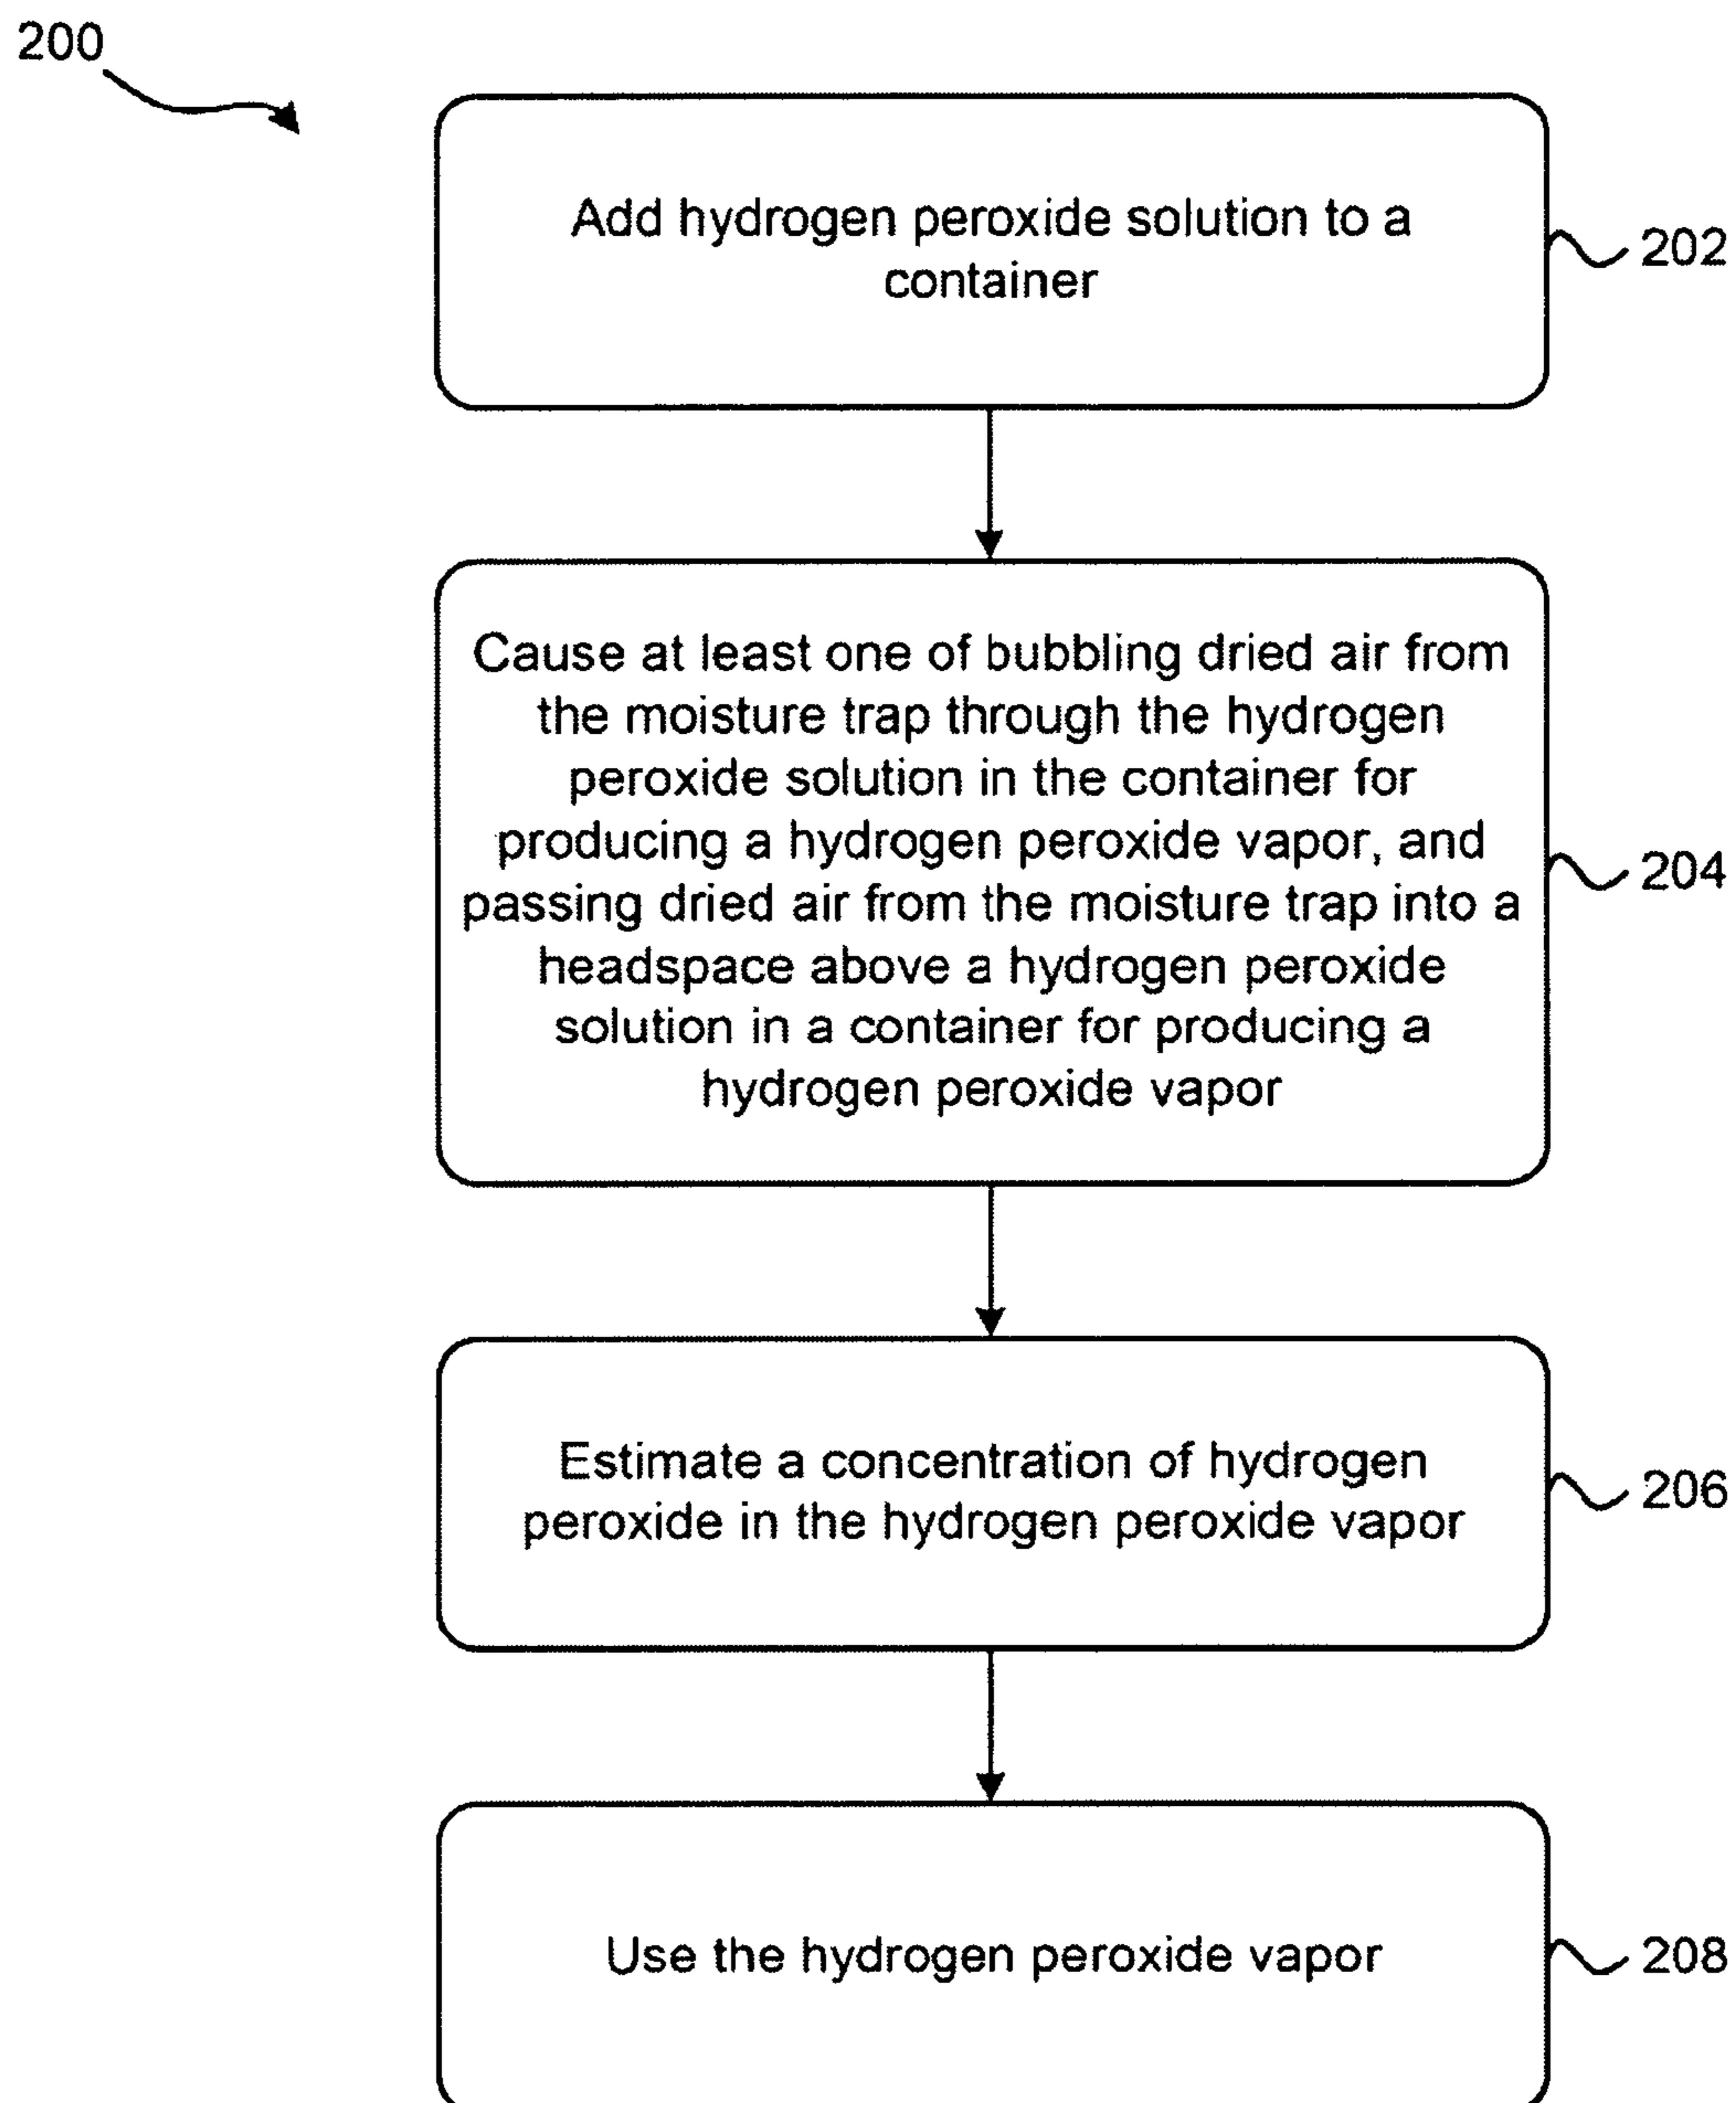 200
Add hydrogen peroxide solution to a
container
202
Cause at least one of bubbling dried air from
the moisture trap through the hydrogen
peroxide solution in the container for
producing a hydrogen peroxide vapor, and
passing dried air from the moisture trap into a
headspace above a hydrogen peroxide
solution in a container for producing a
hydrogen peroxide vapor
204
Estimate a concentration of hydrogen
peroxide in the hydrogen peroxide vapor
206
Use the hydrogen peroxide vapor
208